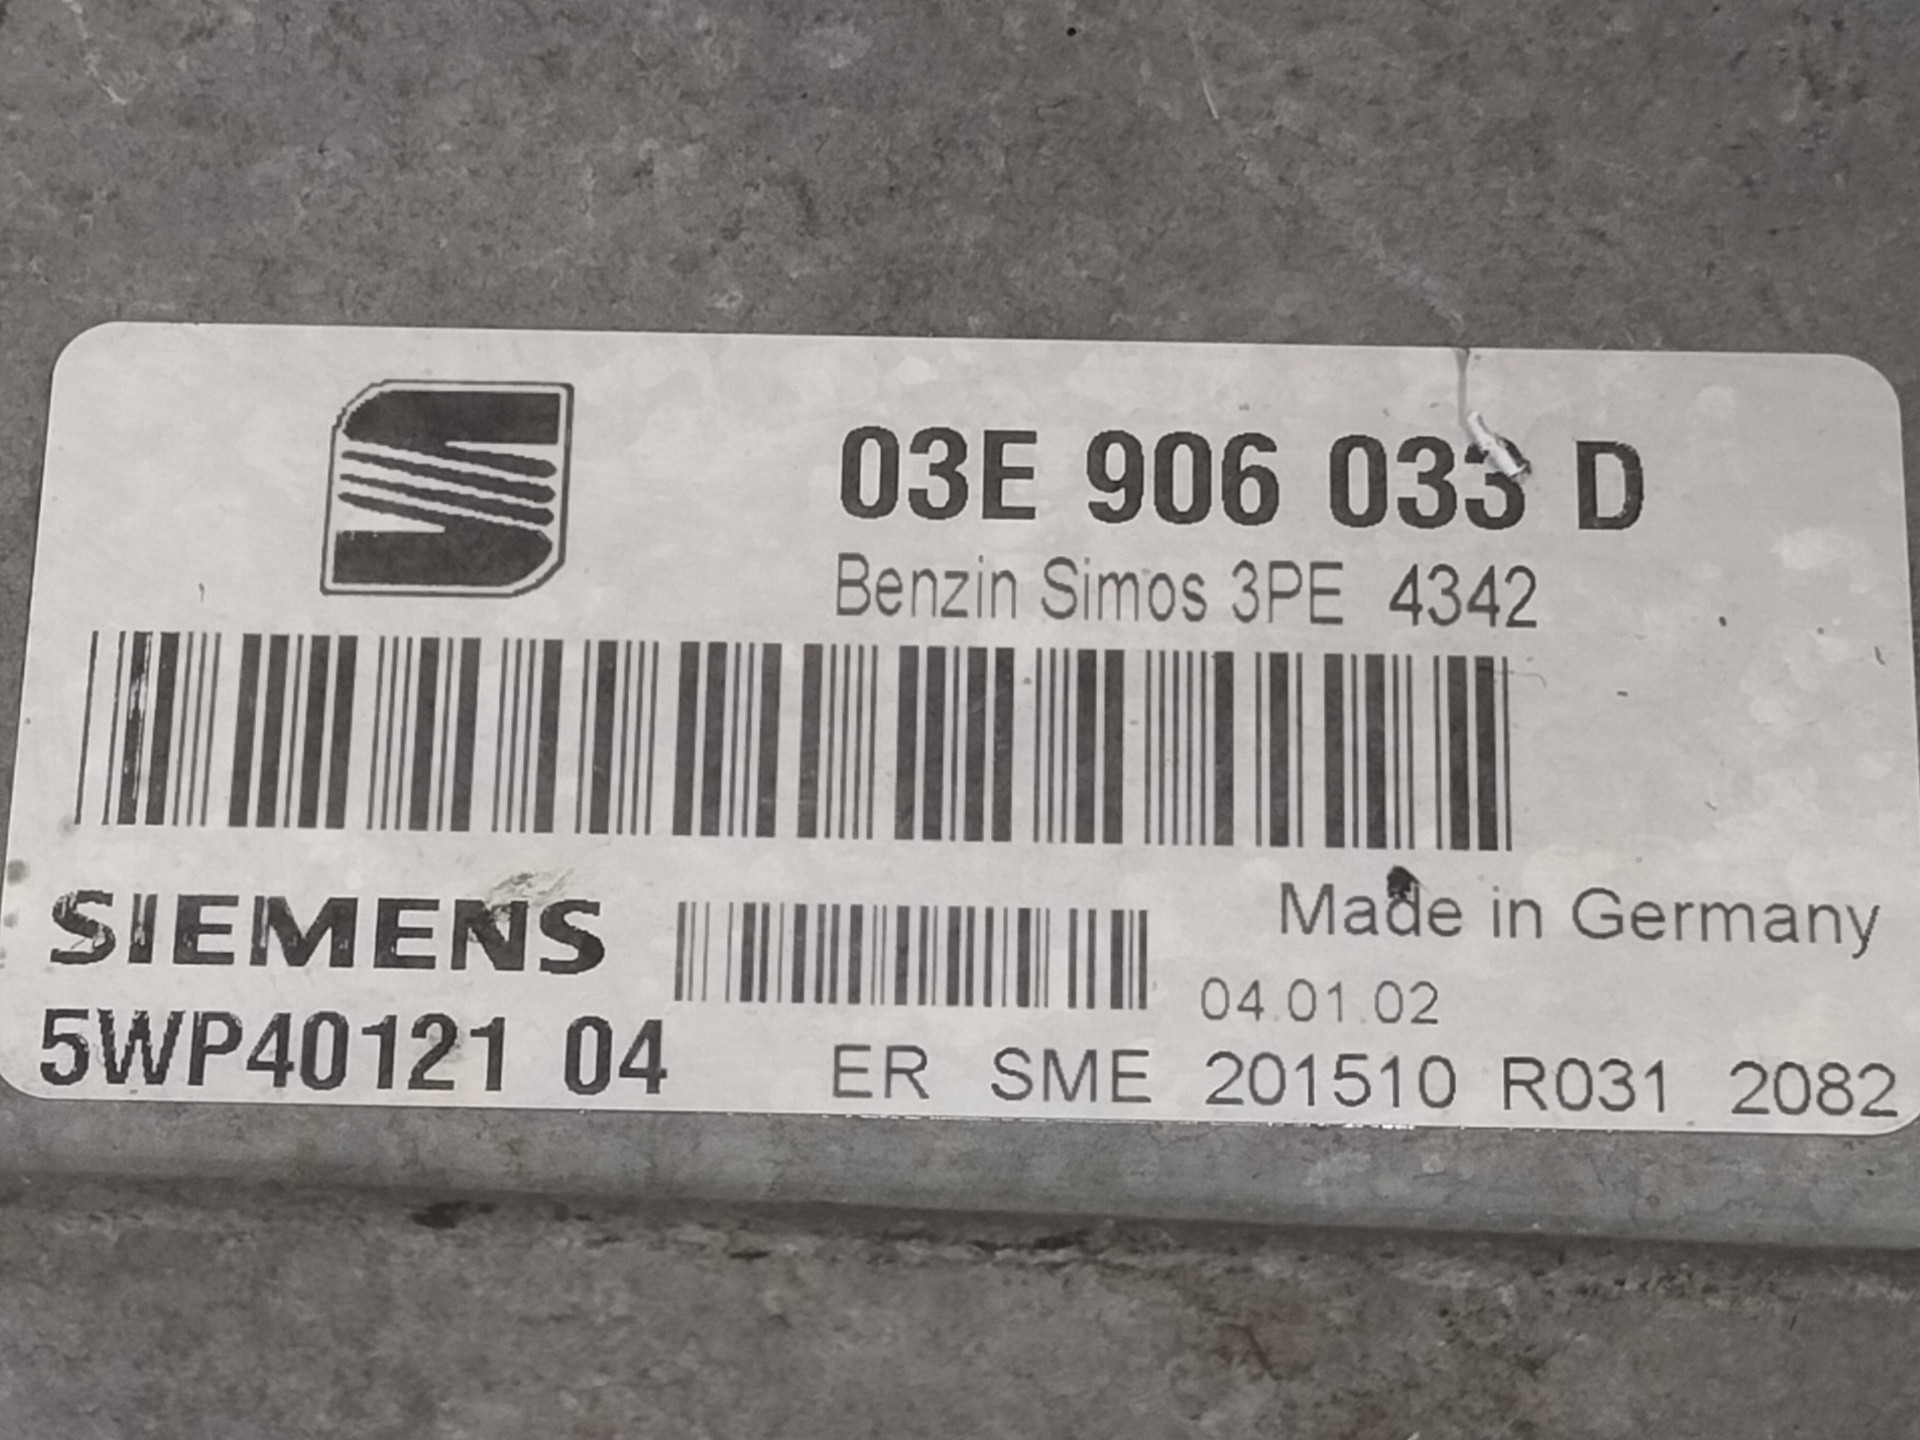 03E 906 033 D
Benzin Simos 3PE 4342
SIEMENS
Made in Germany
04.01.02
5WP40121 04
ER SME 201510 R031 2082